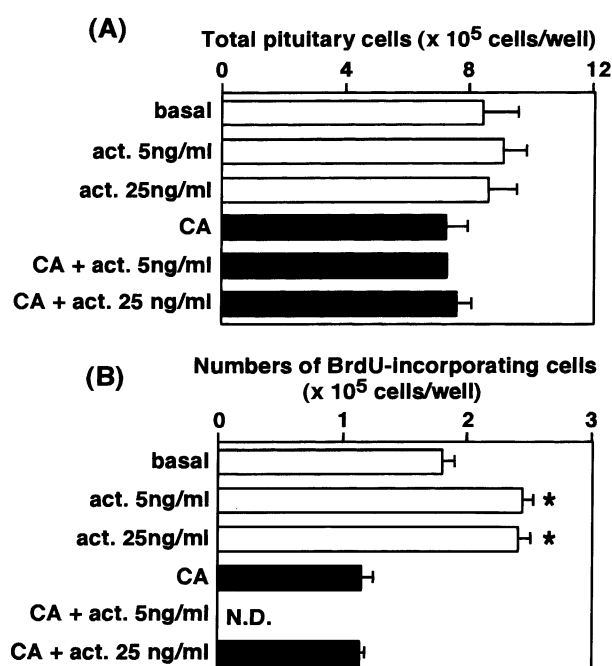 (A)
Total pituitary cells (x 10⁵ cells/well)
0 4 8 12
basal
act. 5ng/ml
act. 25ng/ml
CA
CA + act. 5ng/ml
CA + act. 25 ng/ml
(B)
Numbers of BrdU-incorporating cells
(x 10⁵ cells/well)
0 1 2 3
basal
act. 5ng/ml *
act. 25ng/ml *
CA
CA + act. 5ng/ml N.D.
CA + act. 25 ng/ml